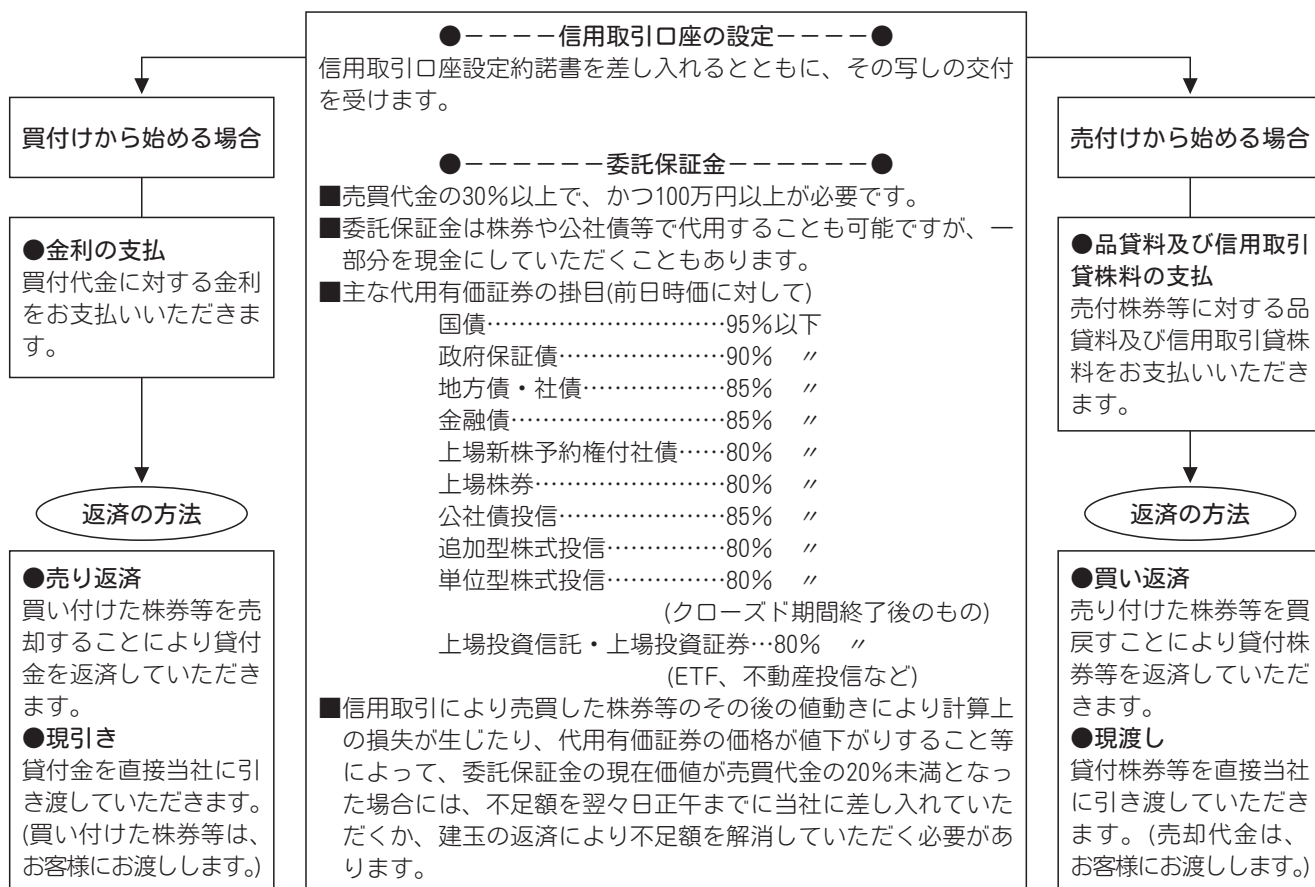 ●－－－－信用取引口座の設定－－－－●
信用取引口座設定約諾書を差し入れるとともに、その写しの交付
を受けます。
●－－－－－－委託保証金－－－－－－●
■売買代金の30％以上で、かつ100万円以上が必要です。
■委託保証金は株券や公社債等で代用することも可能ですが、一
部分を現金にしていただくこともあります。
■主な代用有価証券の掛目(前日時価に対して)
国債…………………………95％以下
政府保証債…………………90％　〃
地方債・社債………………85％　〃
金融債………………………85％　〃
上場新株予約権付社債……80％　〃
上場株券……………………80％　〃
公社債投信…………………85％　〃
追加型株式投信……………80％　〃
単位型株式投信……………80％　〃
(クローズド期間終了後のもの)
上場投資信託・上場投資証券…80％　〃
(ETF、不動産投信など)
■信用取引により売買した株券等のその後の値動きにより計算上
の損失が生じたり、代用有価証券の価格が値下がりすること等
によって、委託保証金の現在価値が売買代金の20％未満となっ
た場合には、不足額を翌々日正午までに当社に差し入れていた
だくか、建玉の返済により不足額を解消していただく必要があ
ります。
買付けから始める場合
●金利の支払
買付代金に対する金利
をお支払いいただきま
す。
返済の方法
●売り返済
買い付けた株券等を売
却することにより貸付
金を返済していただき
ます。
●現引き
貸付金を直接当社に引
き渡していただきます。
(買い付けた株券等は、
お客様にお渡しします。)
売付けから始める場合
●品貸料及び信用取引
貸株料の支払
売付株券等に対する品
貸料及び信用取引貸株
料をお支払いいただき
ます。
返済の方法
●買い返済
売り付けた株券等を買
戻すことにより貸付株
券等を返済していただ
きます。
●現渡し
貸付株券等を直接当社
に引き渡していただき
ます。(売却代金は、
お客様にお渡しします。)